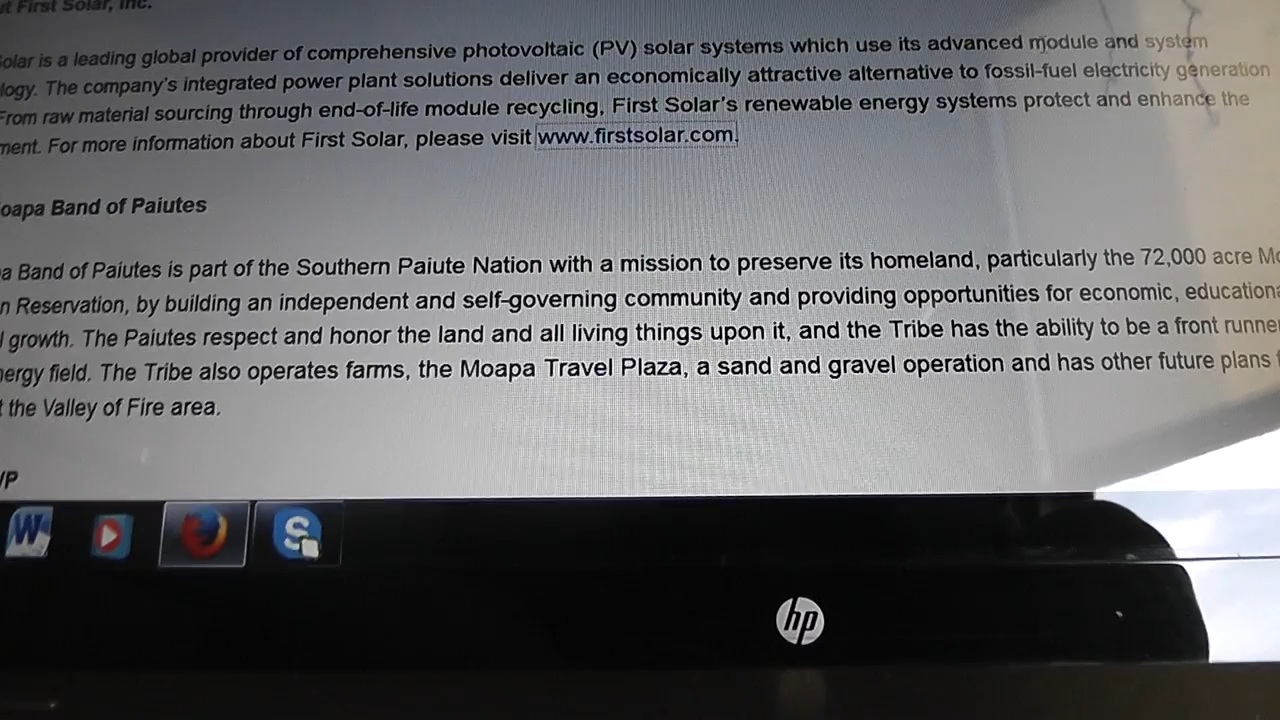 First Solar, Inc.
Solar is a leading global provider of comprehensive photovoltaic (PV) solar systems which use its advanced module and system
logy. The company's integrated power plant solutions deliver an economically attractive alternative to fossil-fuel electricity generation
From raw material sourcing through end-of-life module recycling, First Solar's renewable energy systems protect and enhance the
ment. For more information about First Solar, please visit www.firstsolar.com.
oapa Band of Paiutes
a Band of Paiutes is part of the Southern Paiute Nation with a mission to preserve its homeland, particularly the 72,000 acre Mo
n Reservation, by building an independent and self-governing community and providing opportunities for economic, educationa
growth. The Paiutes respect and honor the land and all living things upon it, and the Tribe has the ability to be a front runner
nergy field. The Tribe also operates farms, the Moapa Travel Plaza, a sand and gravel operation and has other future plans
t the Valley of Fire area.
VP
W
S
hp